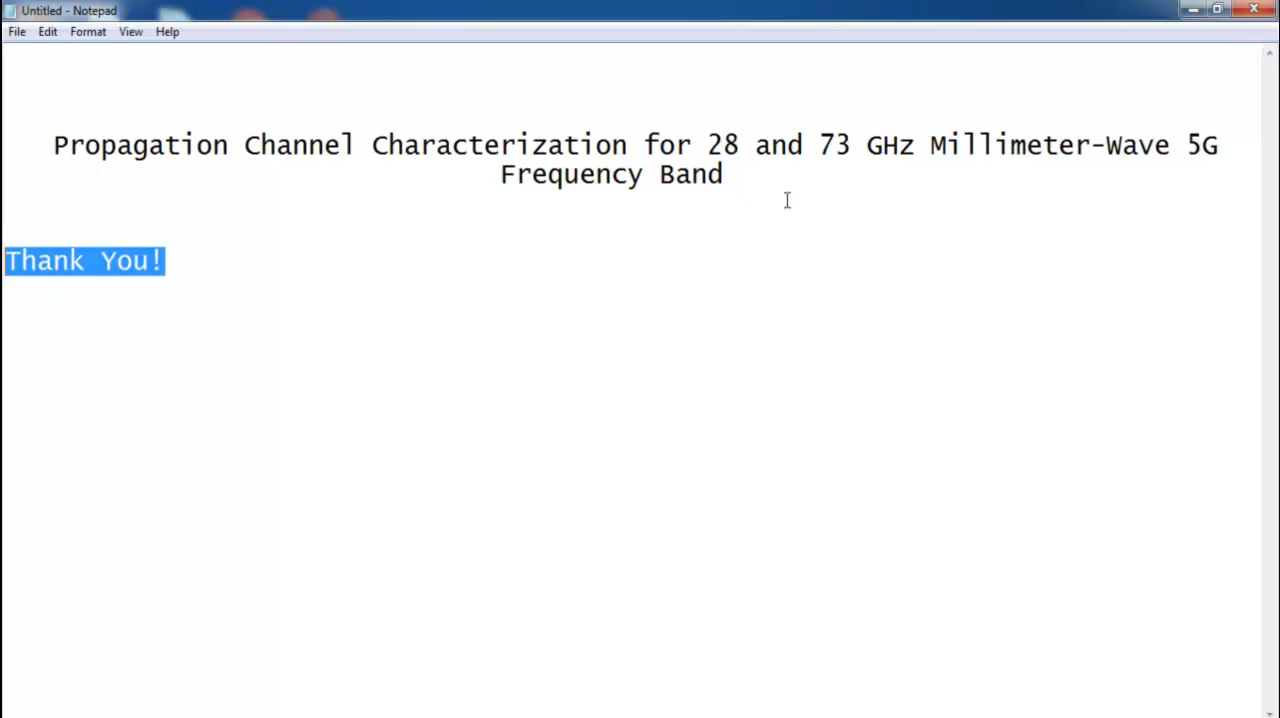 Untitled - Notepad
File Edit Format View Help
Propagation Channel Characterization for 28 and 73 GHz Millimeter-Wave 5G
Frequency Band
Thank You!